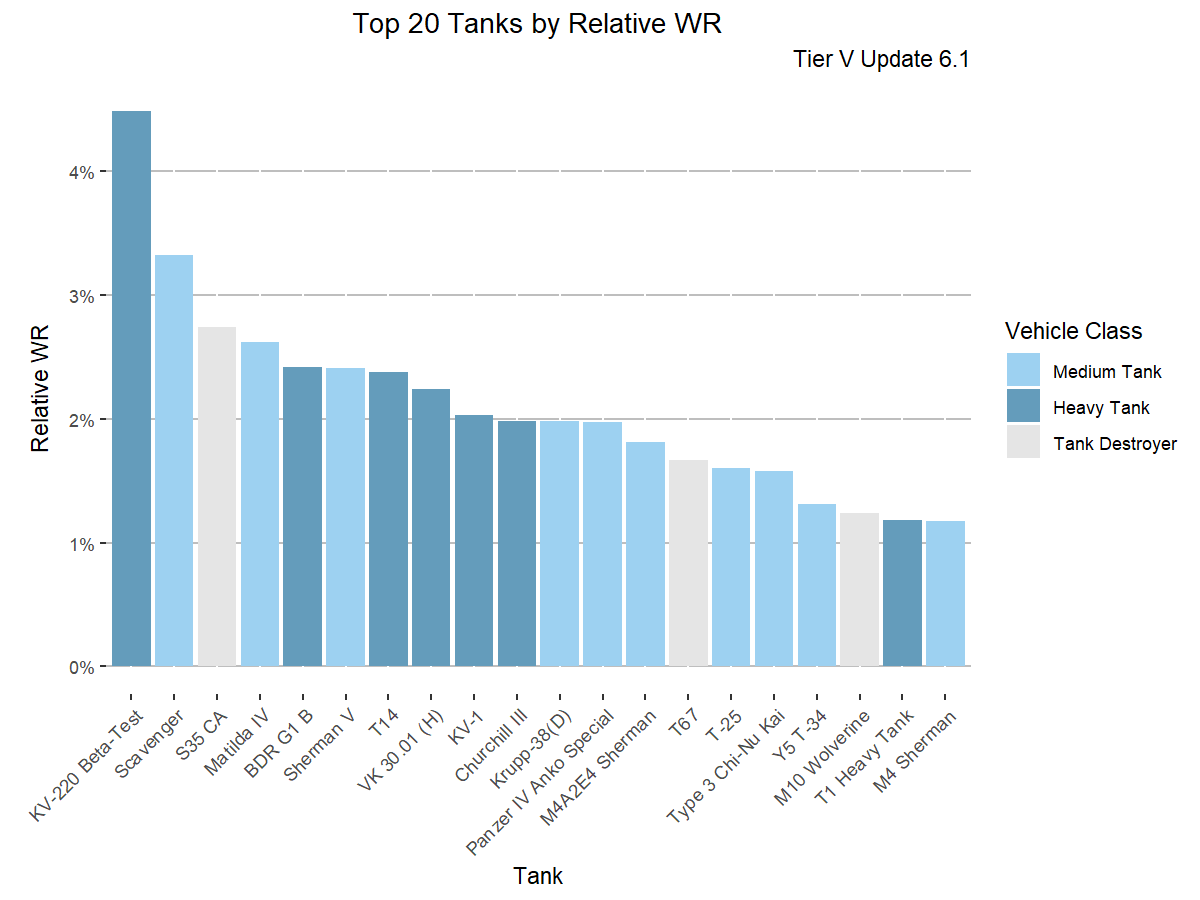 Top 20 Tanks by Relative WR
Tier V Update 6.1
4%
3%
2%
1%
0%
Relative WR
KV-220 Beta-Test
Scavenger
S35 CA
Matilda IV
BDR G1 B
Sherman V
T14
VK 30.01 (H)
KV-1
Churchill III
Krupp-38(D)
Panzer IV Anko Special
M4A2E4 Sherman
T67
T-25
Type 3 Chi-Nu Kai
Y5 T-34
M10 Wolverine
T1 Heavy Tank
M4 Sherman
Tank
Vehicle Class
Medium Tank
Heavy Tank
Tank Destroyer